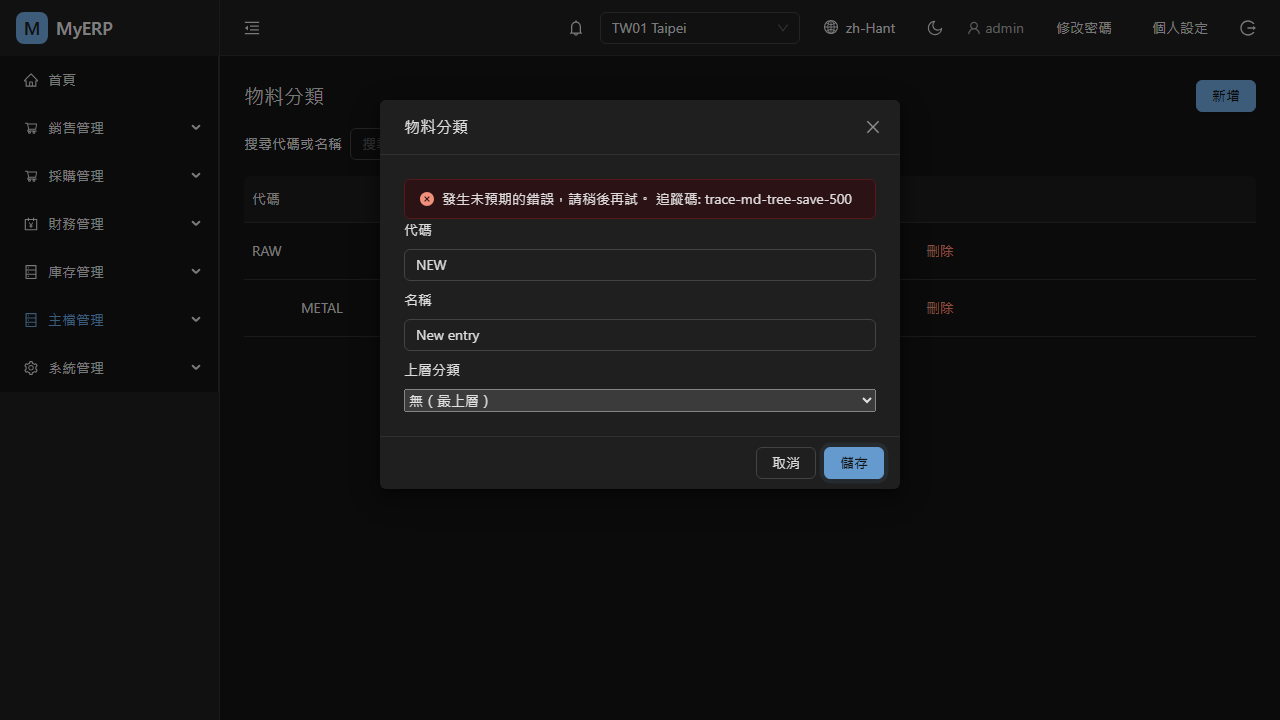 M MyERP
TW01 Taipei
zh-Hant
admin
修改密碼
個人設定
首頁
銷售管理
採購管理
財務管理
庫存管理
主檔管理
系統管理
物料分類
新增
搜尋代碼或名稱
代碼
RAW
刪除
METAL
刪除
物料分類
發生未預期的錯誤，請稍後再試。 追蹤碼: trace-md-tree-save-500
代碼
NEW
名稱
New entry
上層分類
無（最上層）
取消
儲存